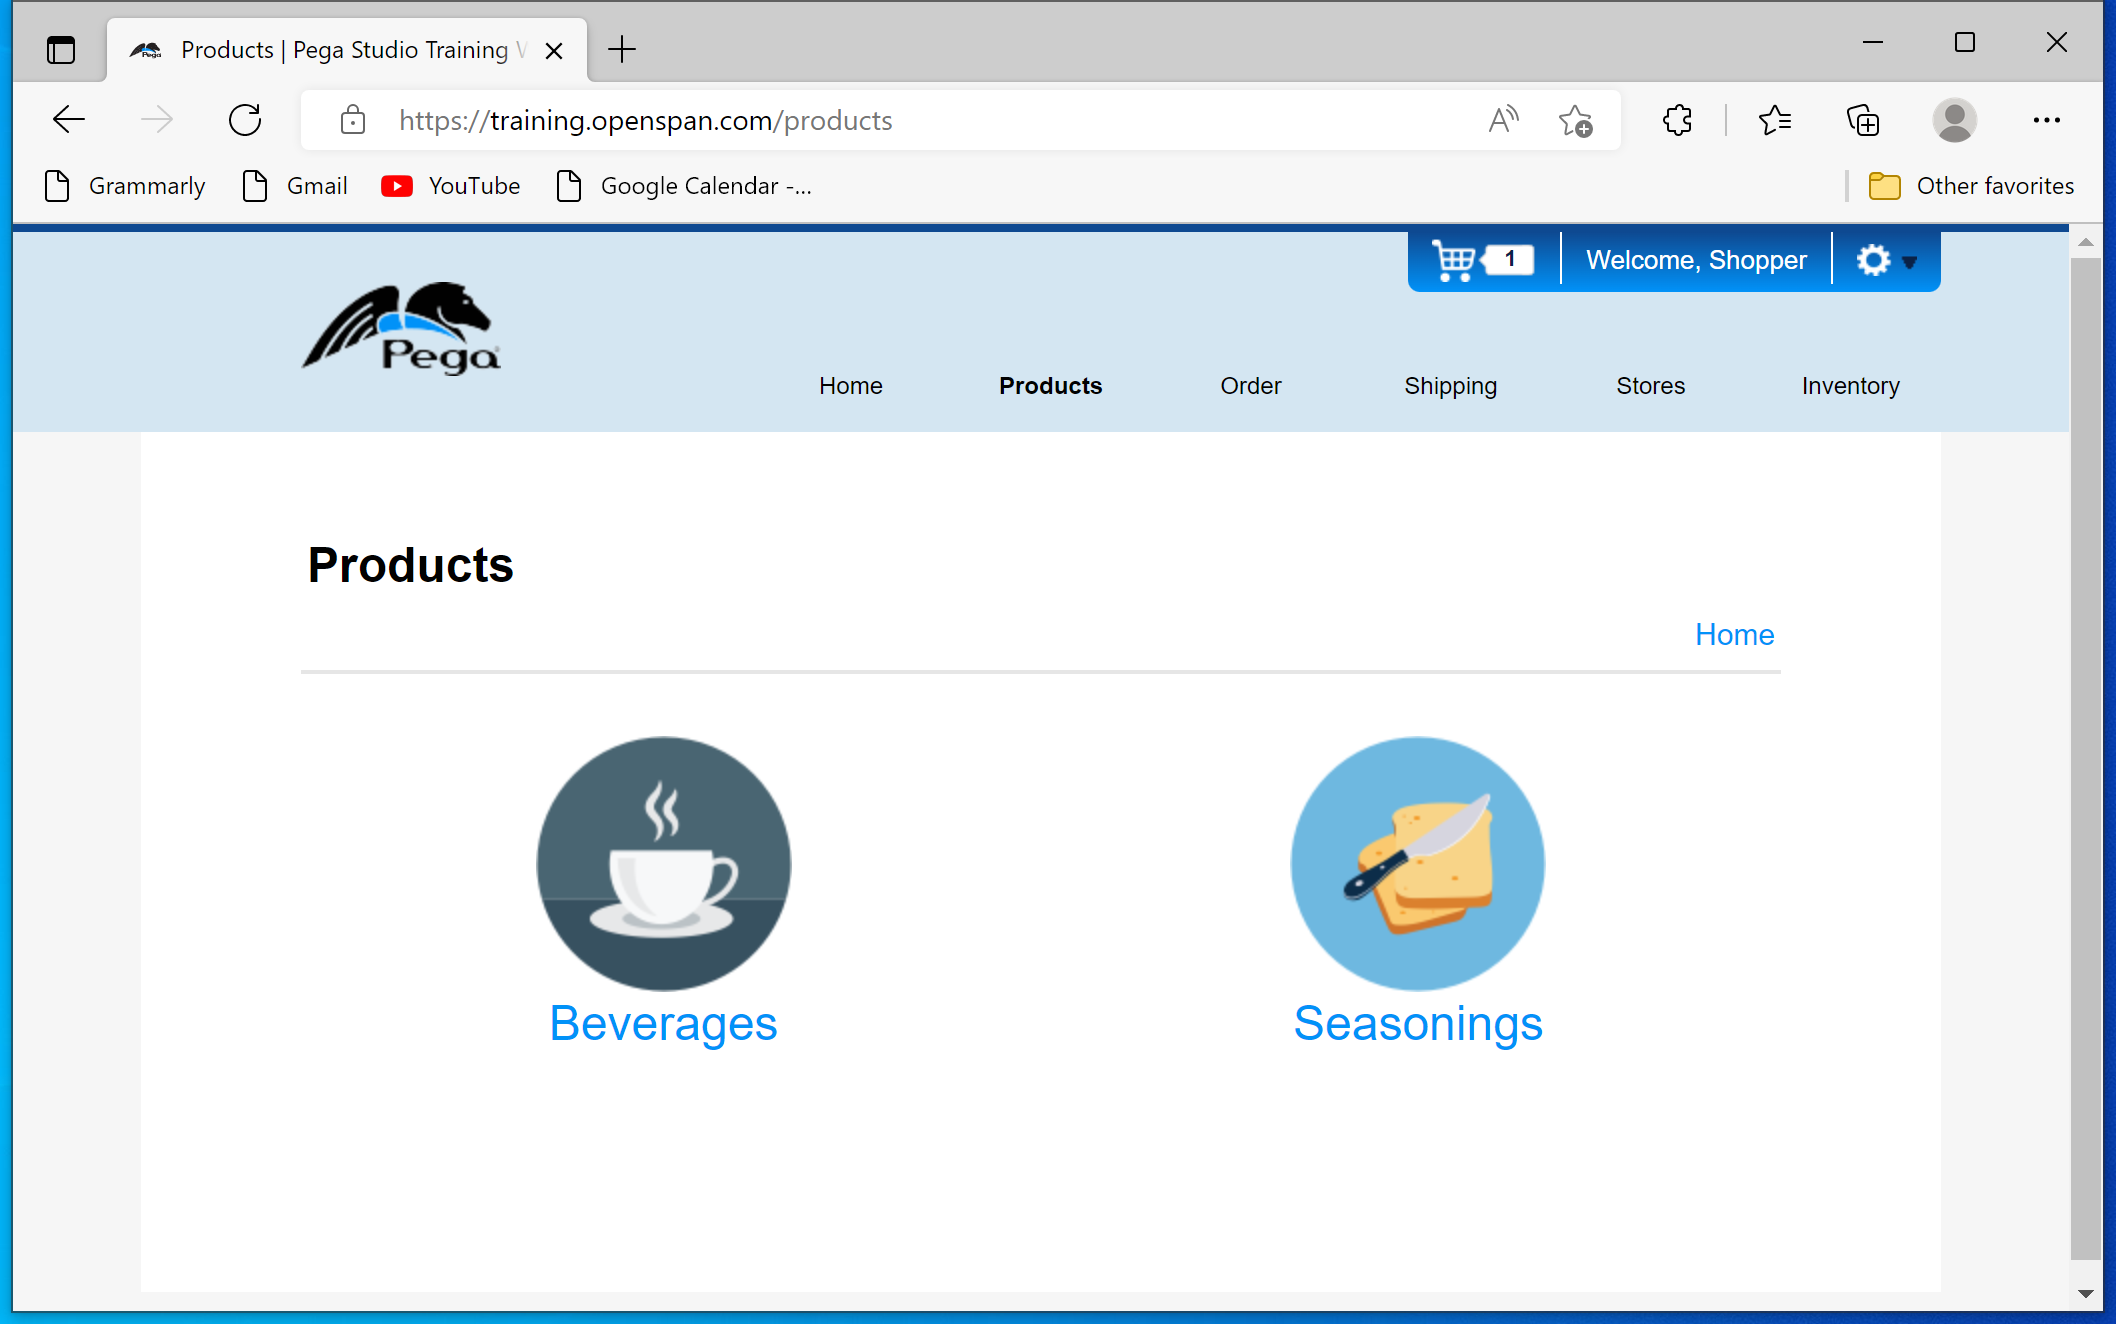 Products | Pega Studio Training
https://training.openspan.com/products
Grammarly
Gmail
YouTube
Google Calendar -...
Other favorites
1
Welcome, Shopper
Pega
Home
Products
Order
Shipping
Stores
Inventory
Products
Home
Beverages
Seasonings